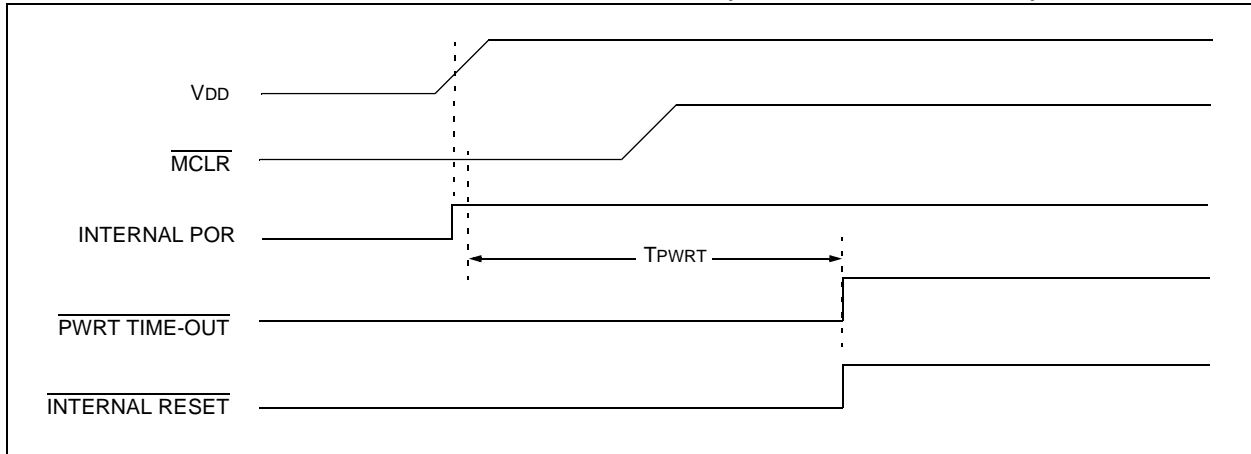 VDD
MCLR
INTERNAL POR
TPWRT
PWRT TIME-OUT
INTERNAL RESET